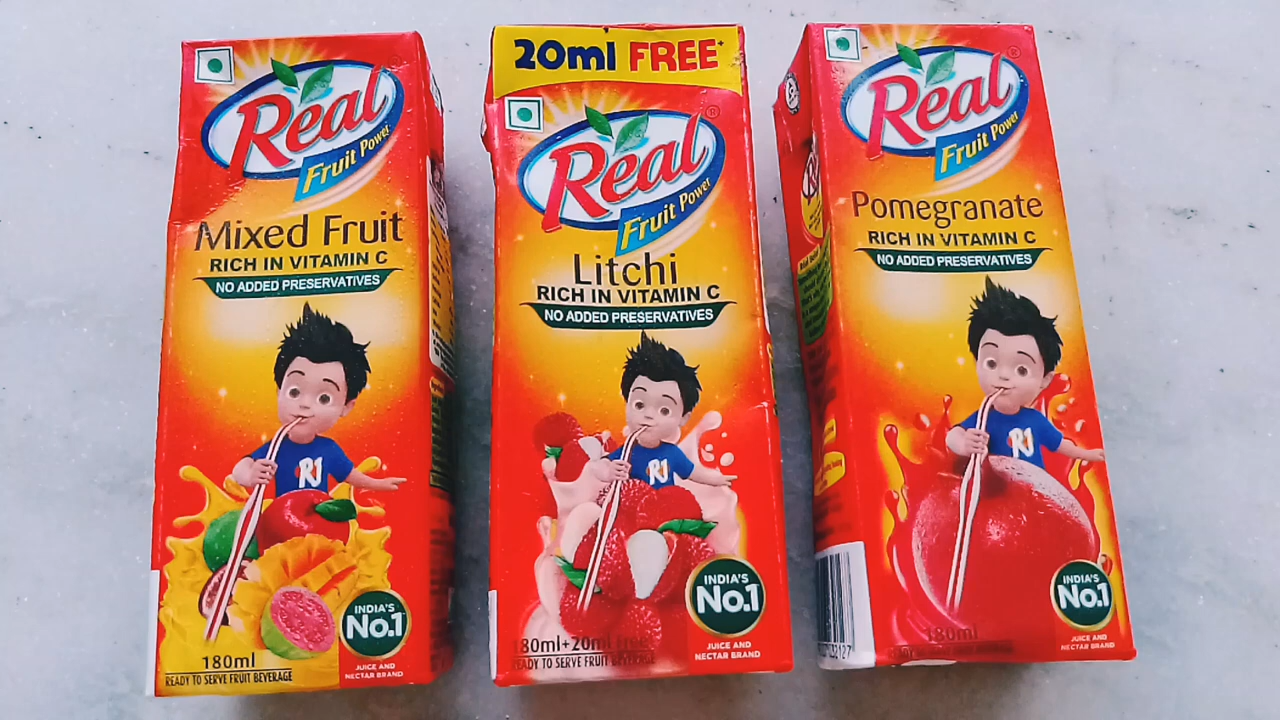 Real
Fruit Power
Mixed Fruit
RICH IN VITAMIN C
NO ADDED PRESERVATIVES
R1
INDIA'S
No.1
JUICE AND
NECTAR BRAND
180ml
READY TO SERVE FRUIT BEVERAGE
20ml FREE+
Real®
Fruit Power
Litchi
RICH IN VITAMIN C
NO ADDED PRESERVATIVES
R1
INDIA'S
No.1
JUICE AND
NECTAR BRAND
180ml+20ml Free
READY TO SERVE FRUIT BEVERAGE
Real®
Fruit Power
Pomegranate
RICH IN VITAMIN C
NO ADDED PRESERVATIVES
R1
INDIA'S
No.1
JUICE AND
NECTAR BRAND
180ml